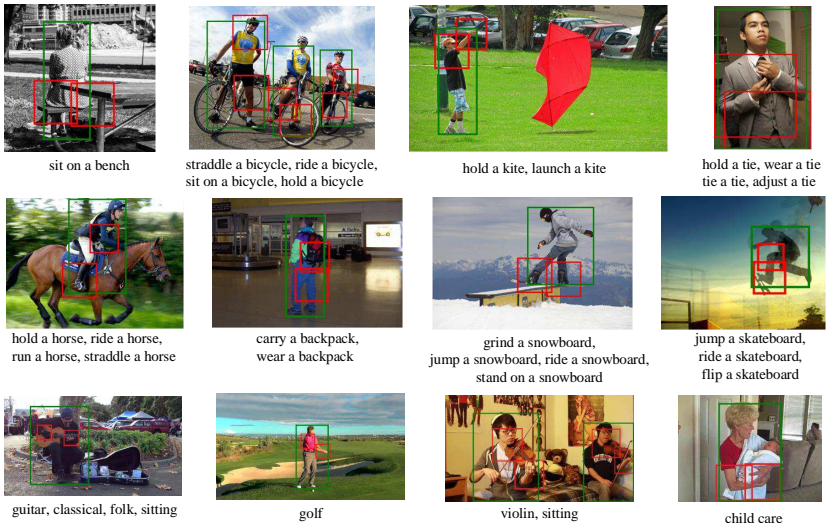 sit on a bench
straddle a bicycle, ride a bicycle,
sit on a bicycle, hold a bicycle
hold a kite, launch a kite
hold a tie, wear a tie
tie a tie, adjust a tie
hold a horse, ride a horse,
run a horse, straddle a horse
carry a backpack,
wear a backpack
grind a snowboard,
jump a snowboard, ride a snowboard,
stand on a snowboard
jump a skateboard,
ride a skateboard,
flip a skateboard
guitar, classical, folk, sitting
golf
violin, sitting
child care